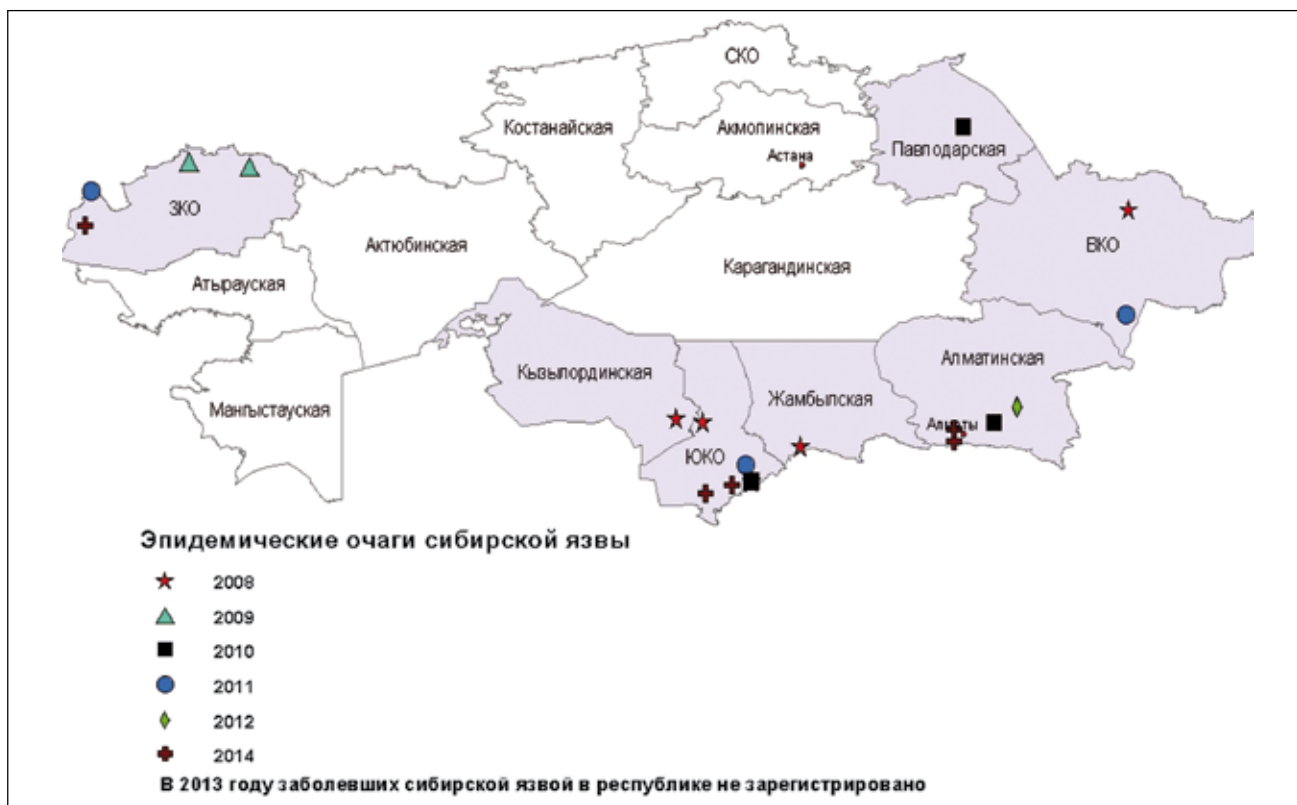 СКО
Костанайская
Акмолинская
Астана
Павлодарская
ЗКО
ВКО
Актюбинская
Карагандинская
Атырауская
Алматинская
Кызылординская
Жамбылская
Мангыстауская
Алматы
ЮКО
Эпидемические очаги сибирской язвы
2008
2009
2010
2011
2012
2014
В 2013 году заболевших сибирской язвой в республике не зарегистрировано